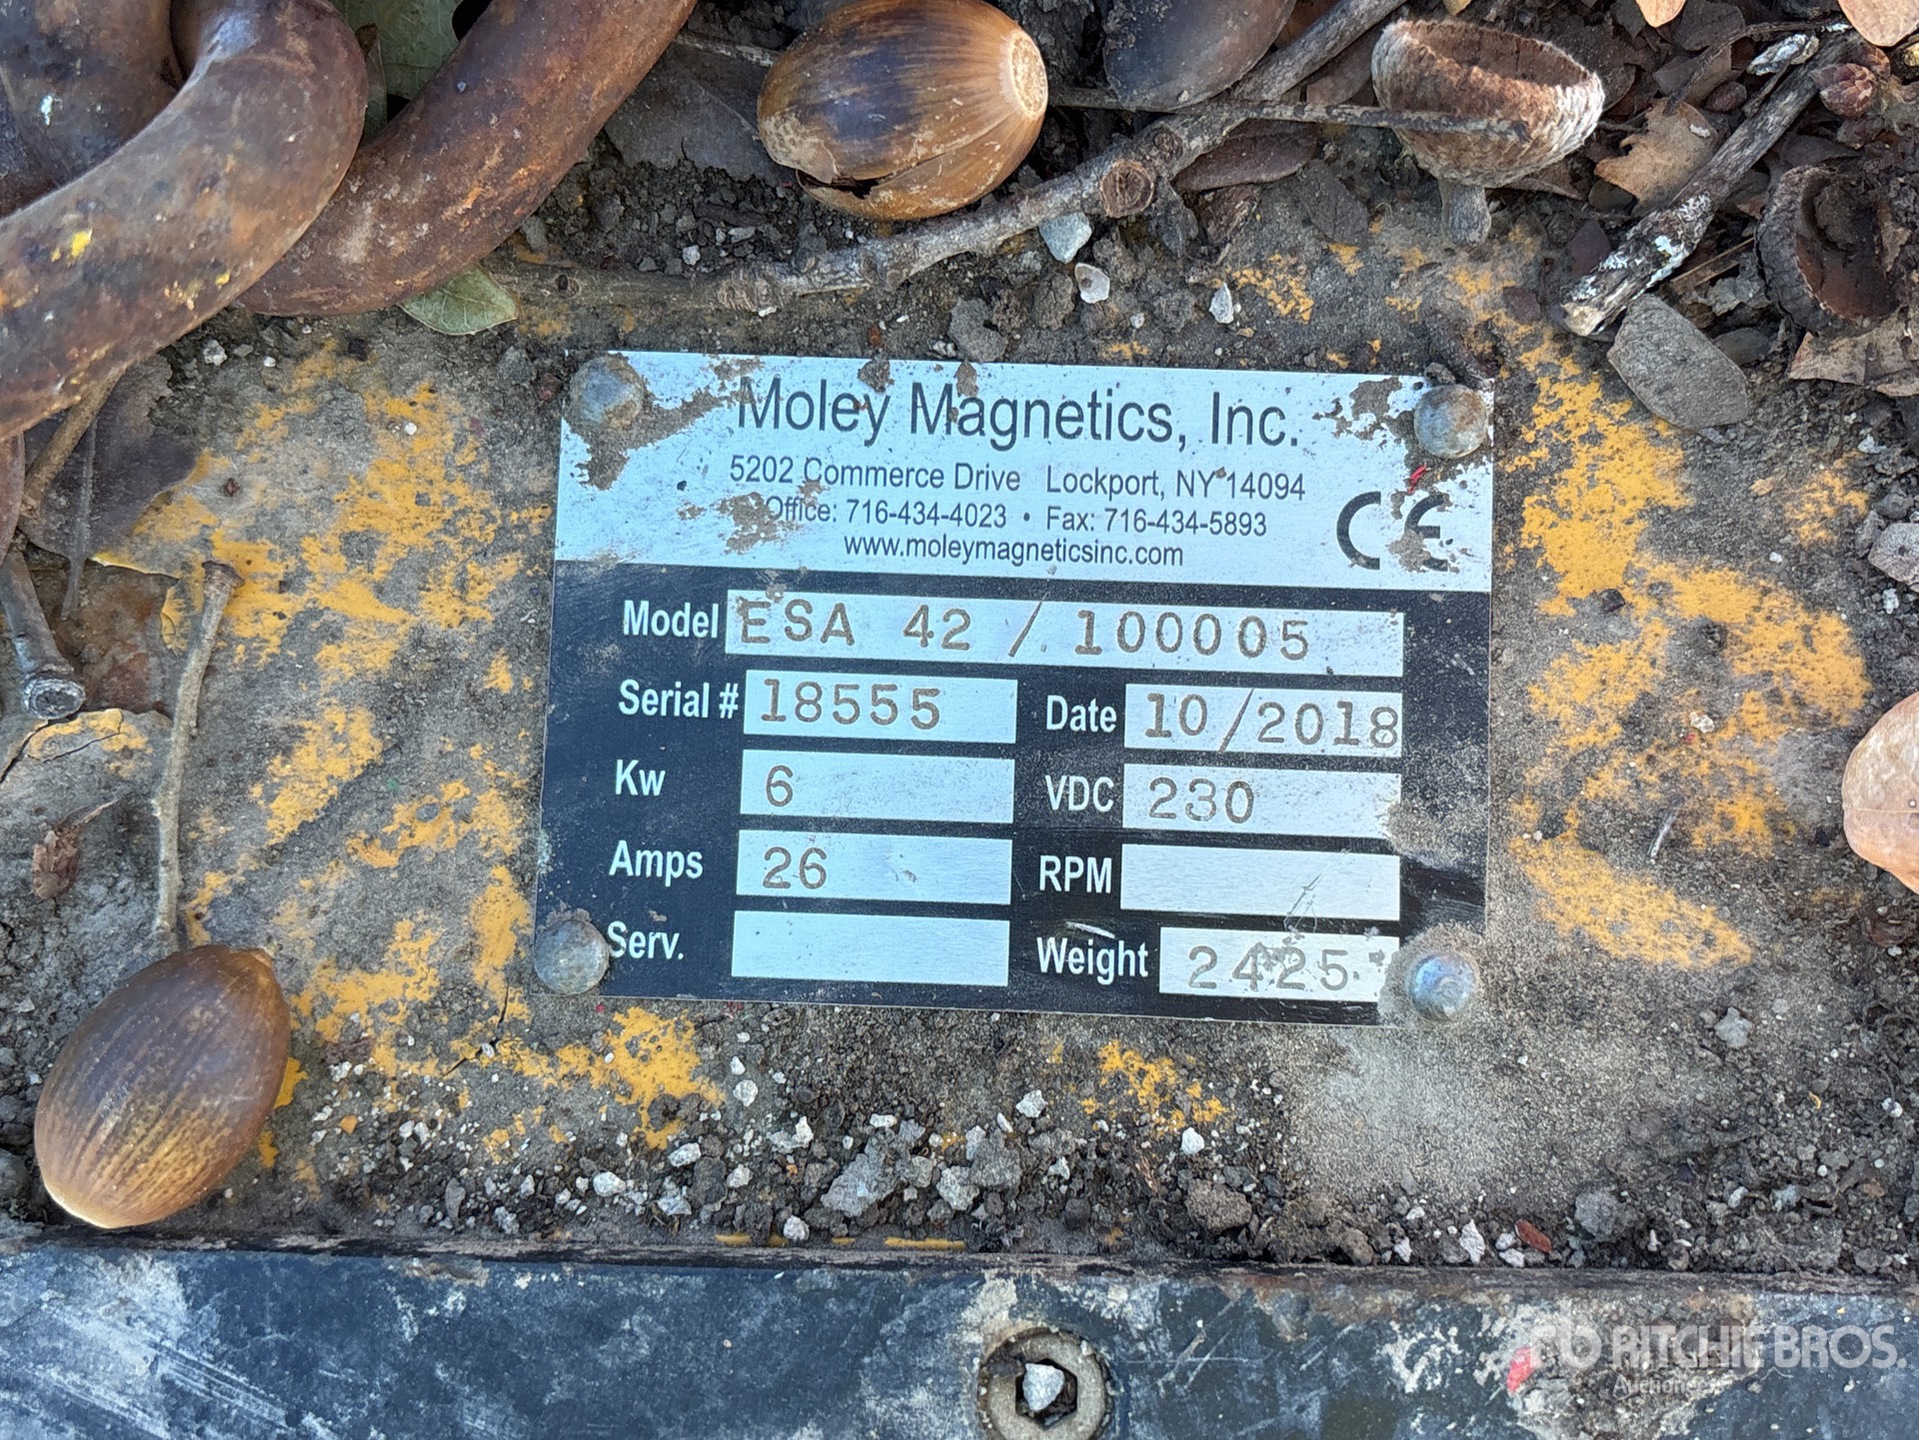 Moley Magnetics, Inc.
5202 Commerce Drive Lockport, NY 14094
Office: 716-434-4023 • Fax: 716-434-5893
www.moleymagneticsinc.com
CE
Model ESA 42 / 100005
Serial # 18555 Date 10/2018
Kw 6 VDC 230
Amps 26 RPM
Serv. Weight 2425
rb RITCHIE BROS.
Auctioneers